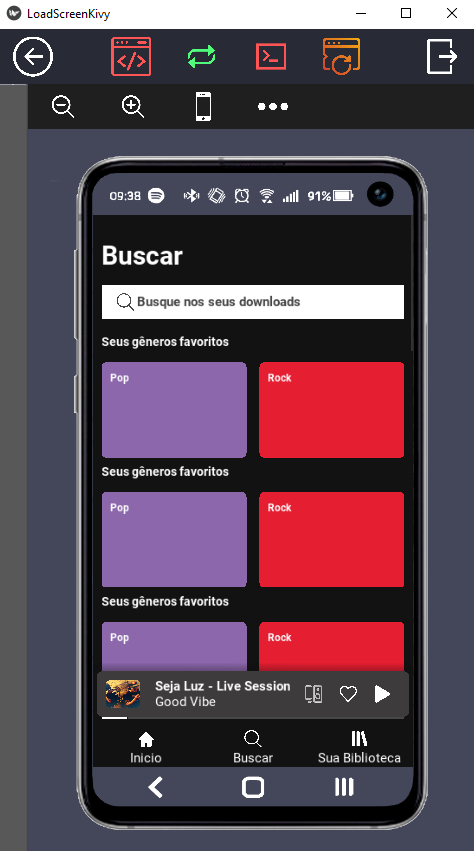 LoadScreenKivy
09:38
91%
Buscar
Busque nos seus downloads
Seus gêneros favoritos
Pop
Rock
Seus gêneros favoritos
Pop
Rock
Seus gêneros favoritos
Pop
Rock
Seja Luz - Live Session
Good Vibe
Inicio
Buscar
Sua Biblioteca